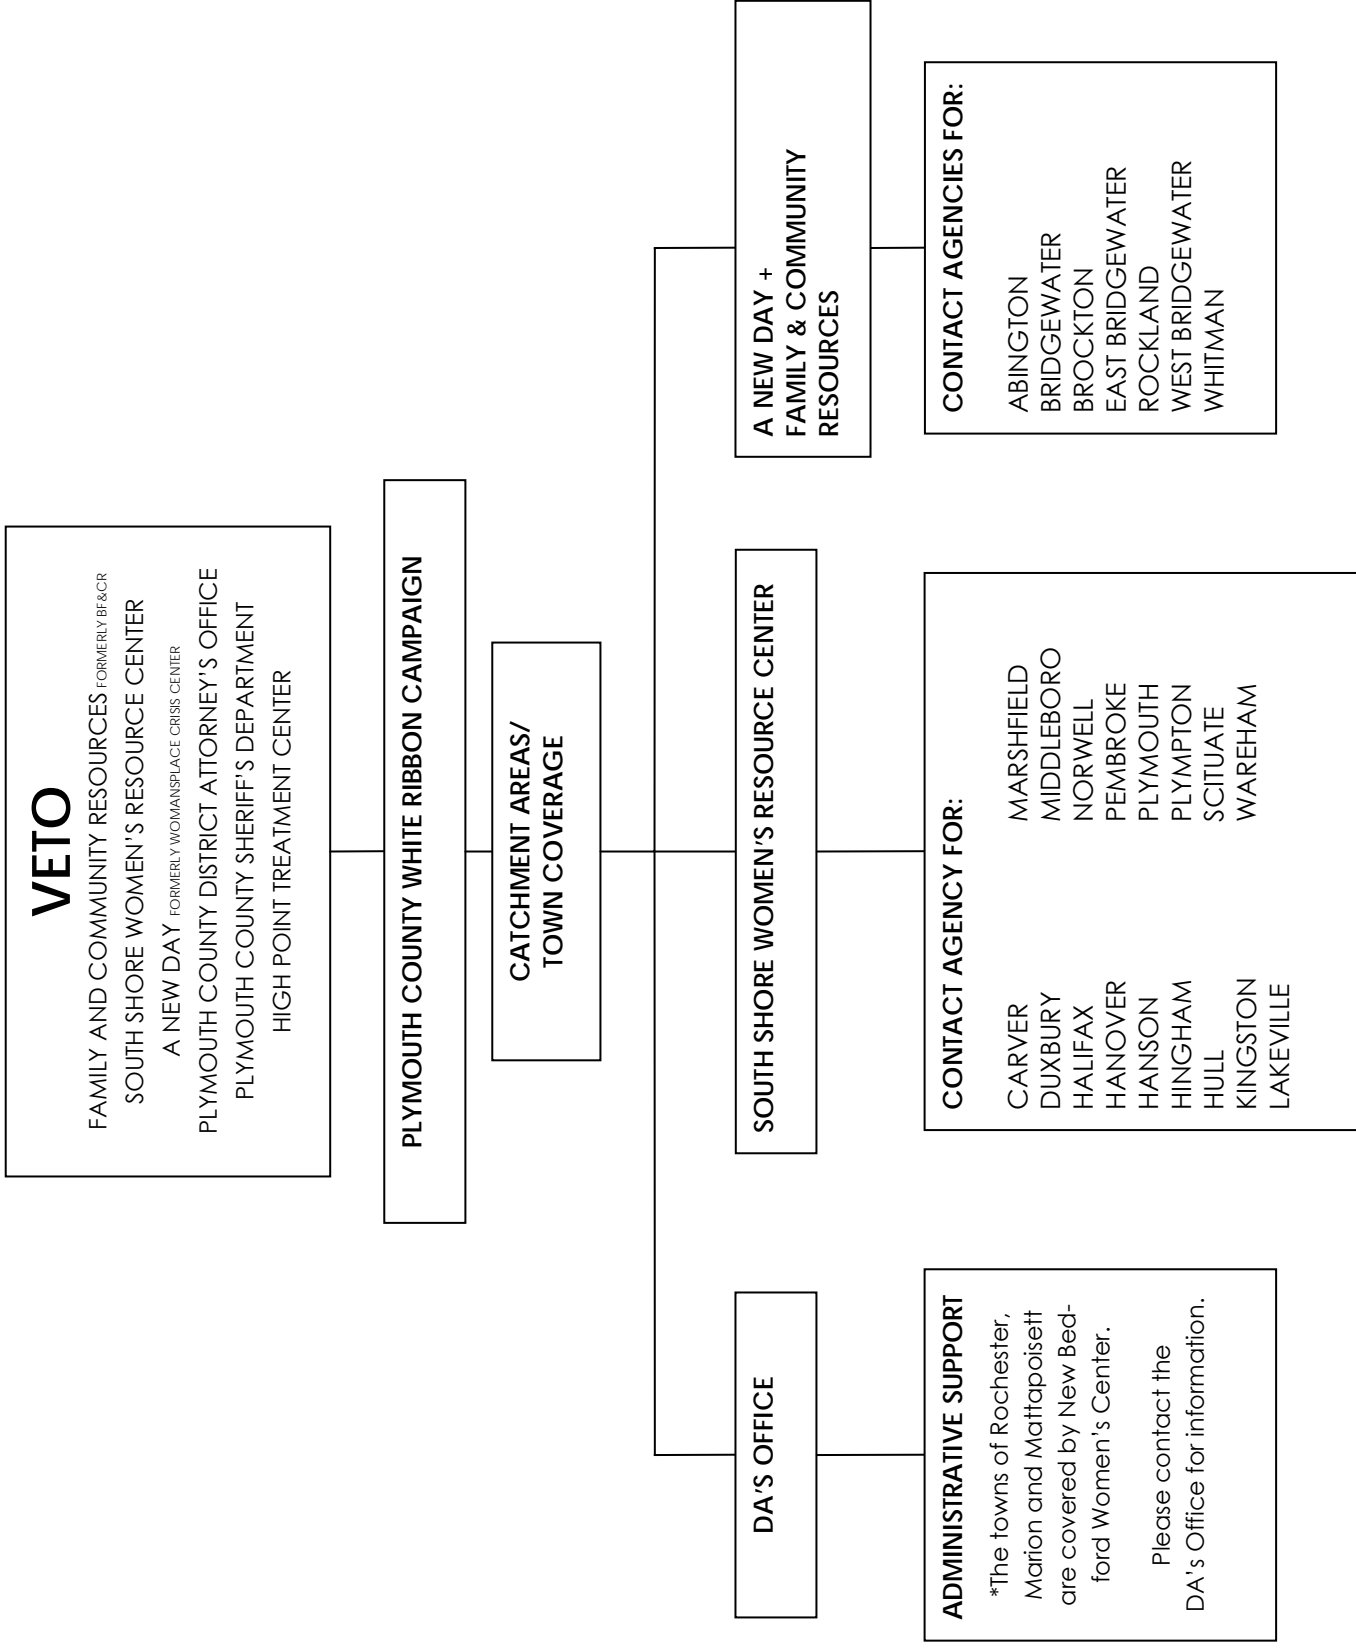 VETO
FAMILY AND COMMUNITY RESOURCES FORMERLY BF&CR
SOUTH SHORE WOMEN'S RESOURCE CENTER
A NEW DAY FORMERLY WOMANSPLACE CRISIS CENTER
PLYMOUTH COUNTY DISTRICT ATTORNEY'S OFFICE
PLYMOUTH COUNTY SHERIFF'S DEPARTMENT
HIGH POINT TREATMENT CENTER
PLYMOUTH COUNTY WHITE RIBBON CAMPAIGN
CATCHMENT AREAS/
TOWN COVERAGE
DA'S OFFICE
ADMINISTRATIVE SUPPORT
*The towns of Rochester,
Marion and Mattapoisett
are covered by New Bed-
ford Women's Center.
Please contact the
DA's Office for information.
SOUTH SHORE WOMEN'S RESOURCE CENTER
CONTACT AGENCY FOR:
CARVER
DUXBURY
HALIFAX
HANOVER
HANSON
HINGHAM
HULL
KINGSTON
LAKEVILLE
MARSHFIELD
MIDDLEBORO
NORWELL
PEMBROKE
PLYMOUTH
PLYMPTON
SCITUATE
WAREHAM
A NEW DAY +
FAMILY & COMMUNITY
RESOURCES
CONTACT AGENCIES FOR:
ABINGTON
BRIDGEWATER
BROCKTON
EAST BRIDGEWATER
ROCKLAND
WEST BRIDGEWATER
WHITMAN